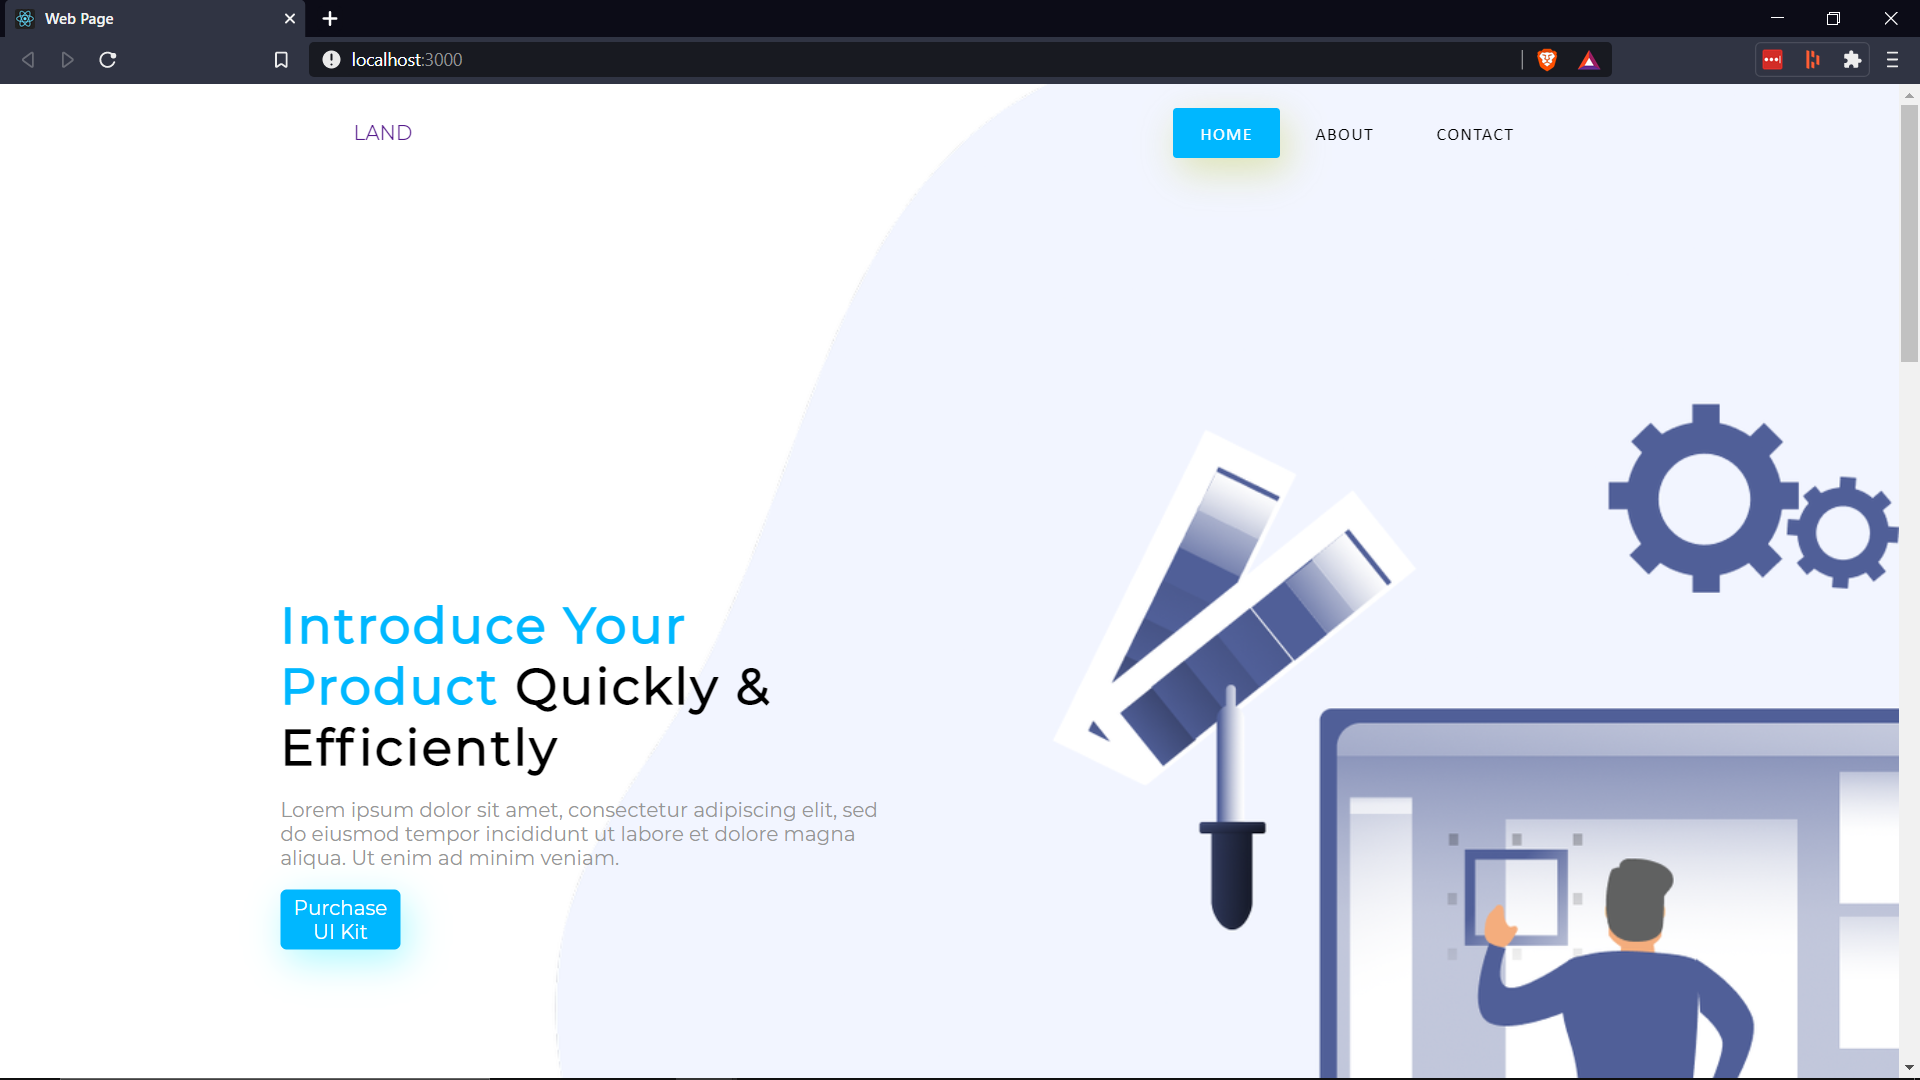 Web Page
localhost:3000
LAND
HOME
ABOUT
CONTACT
Introduce Your
Product Quickly &
Efficiently
Lorem ipsum dolor sit amet, consectetur adipiscing elit, sed
do eiusmod tempor incididunt ut labore et dolore magna
aliqua. Ut enim ad minim veniam.
Purchase
UI Kit